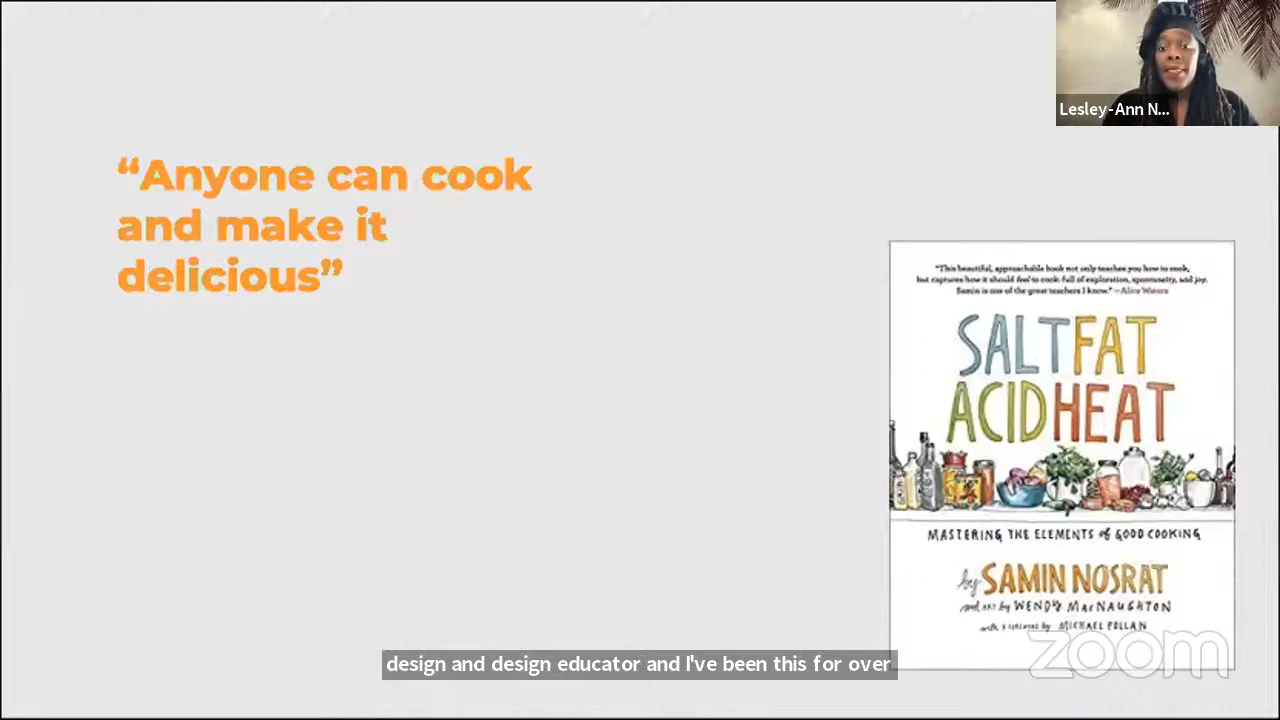 Lesley-Ann N...
“Anyone can cook
and make it
delicious”
“This beautiful, approachable book not only teaches you how to cook,
but captures how it should feel to cook: full of exploration, spontaneity, and joy.
Samin is one of the great teachers I know.” —Alice Waters
SALT FAT
ACID HEAT
MASTERING THE ELEMENTS of GOOD COOKING
by SAMIN NOSRAT
and ART by WENDY MacNAUGHTON
with a foreword by MICHAEL POLLAN
zoom
design and design educator and I've been this for over